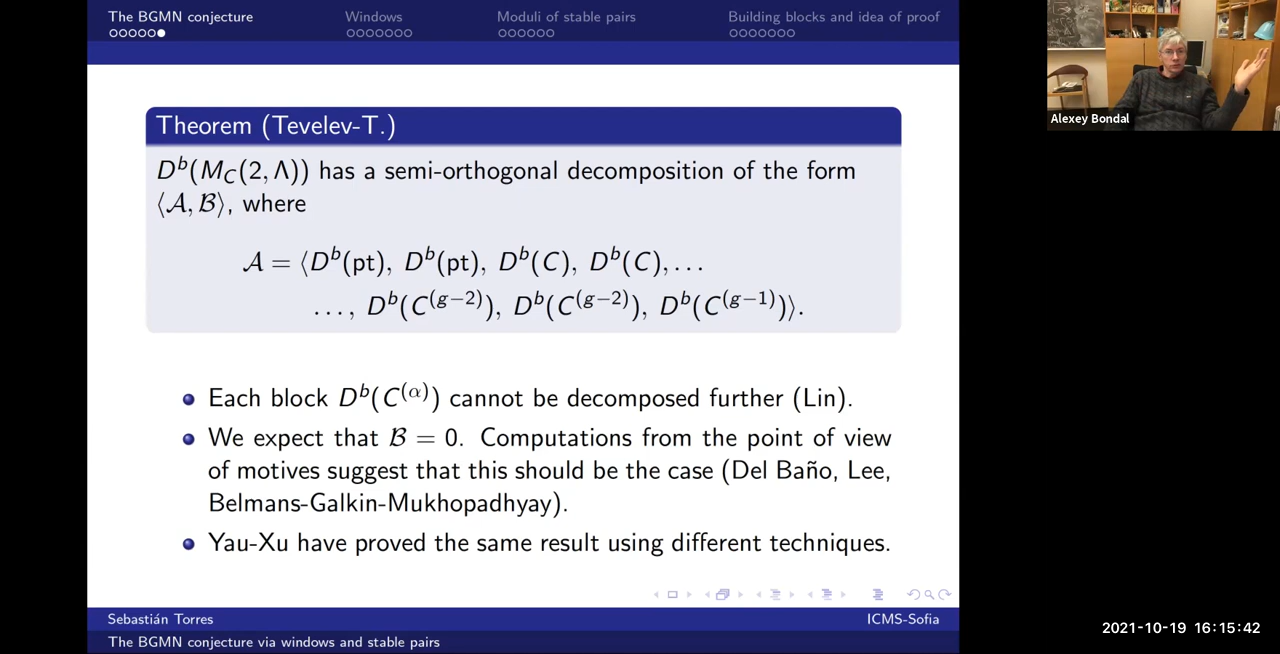 The BGMN conjecture
Windows
Moduli of stable pairs
Building blocks and idea of proof
Theorem (Tevelev-T.)
D^b(M_C(2, Λ)) has a semi-orthogonal decomposition of the form
⟨𝒜, ℬ⟩, where
𝒜 = ⟨D^b(pt), D^b(pt), D^b(C), D^b(C), ...
..., D^b(C^(g−2)), D^b(C^(g−2)), D^b(C^(g−1))⟩.
Each block D^b(C^(α)) cannot be decomposed further (Lin).
We expect that ℬ = 0. Computations from the point of view
of motives suggest that this should be the case (Del Baño, Lee,
Belmans-Galkin-Mukhopadhyay).
Yau-Xu have proved the same result using different techniques.
Sebastián Torres
ICMS-Sofia
The BGMN conjecture via windows and stable pairs
Alexey Bondal
2021-10-19 16:15:42